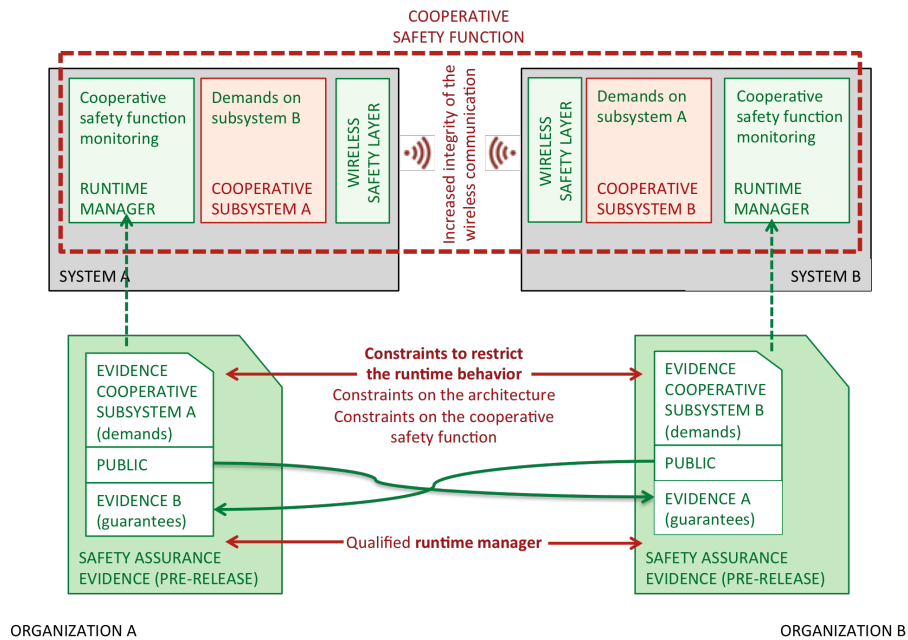 COOPERATIVE
SAFETY FUNCTION
Cooperative
safety function
monitoring
RUNTIME
MANAGER
Demands on
subsystem B
COOPERATIVE
SUBSYSTEM A
WIRELESS
SAFETY LAYER
Increased integrity of the
wireless communication
WIRELESS
SAFETY LAYER
Demands on
subsystem A
COOPERATIVE
SUBSYSTEM B
Cooperative
safety function
monitoring
RUNTIME
MANAGER
SYSTEM A
SYSTEM B
EVIDENCE
COOPERATIVE
SUBSYSTEM A
(demands)
PUBLIC
EVIDENCE B
(guarantees)
SAFETY ASSURANCE
EVIDENCE (PRE-RELEASE)
Constraints to restrict
the runtime behavior
Constraints on the architecture
Constraints on the cooperative
safety function
Qualified runtime manager
EVIDENCE
COOPERATIVE
SUBSYSTEM B
(demands)
PUBLIC
EVIDENCE A
(guarantees)
SAFETY ASSURANCE
EVIDENCE (PRE-RELEASE)
ORGANIZATION A
ORGANIZATION B